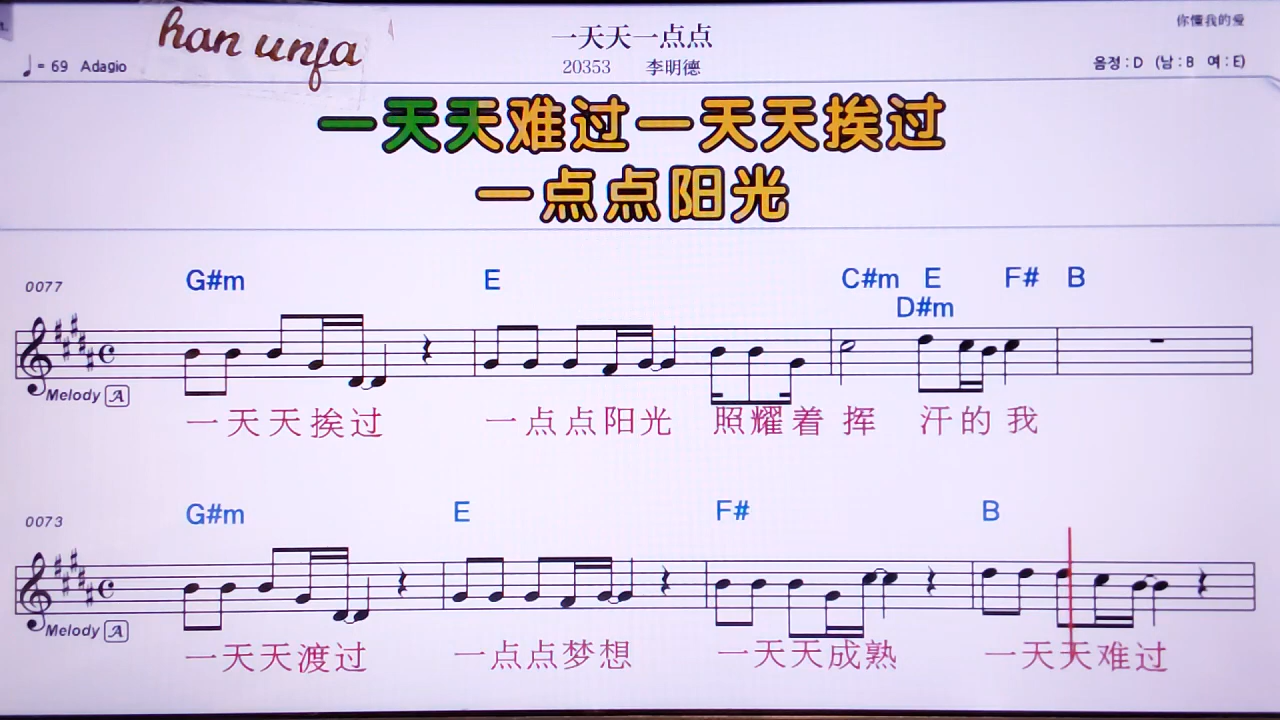 han unfa
一天天一点点
你懂我的爱
♩= 69 Adagio
20353 李明德
음정 : D (남 : B 여 : E)
一天天难过一天天挨过
一点点阳光
0077
G#m E C#m E F# B
D#m
Melody A
一天天挨过 一点点阳光 照耀着 挥 汗的 我
0073
G#m E F# B
Melody A
一天天渡过 一点点梦想 一天天成熟 一天天难过